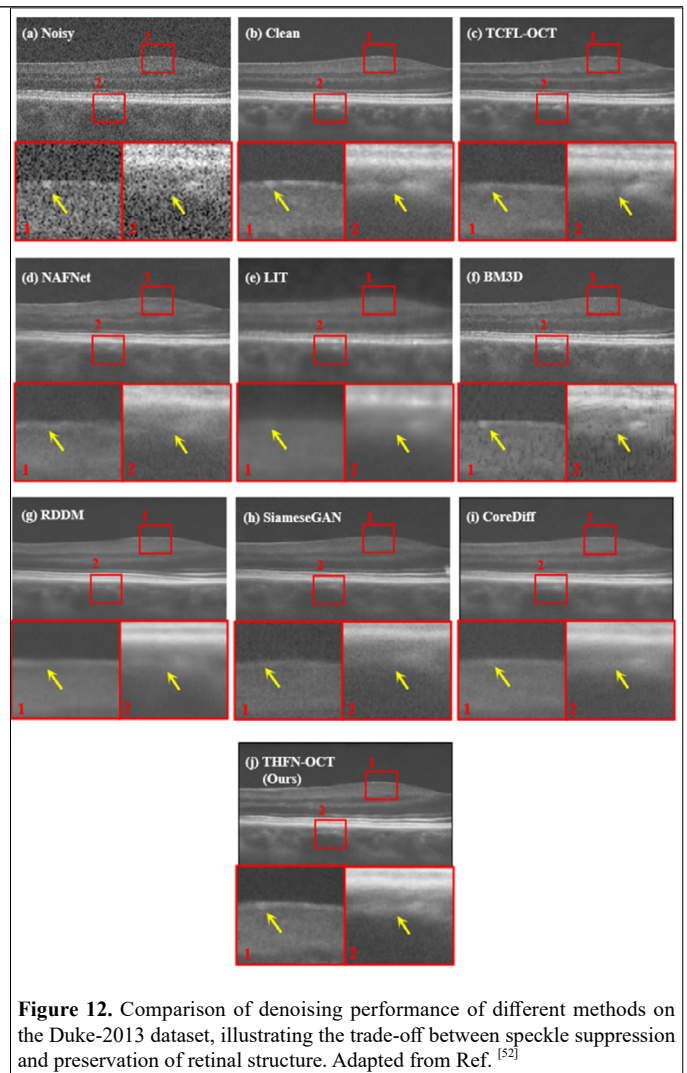 (a) Noisy
1
2
1
2
(b) Clean
1
2
1
2
(c) TCFL-OCT
1
2
1
2
(d) NAFNet
1
2
1
2
(e) LIT
1
2
1
2
(f) BM3D
1
2
1
2
(g) RDDM
1
2
1
2
(h) SiameseGAN
1
2
1
2
(i) CoreDiff
1
2
1
2
(j) THFN-OCT
(Ours)
1
2
1
2
Figure 12. Comparison of denoising performance of different methods on
the Duke-2013 dataset, illustrating the trade-off between speckle suppression
and preservation of retinal structure. Adapted from Ref. [52]